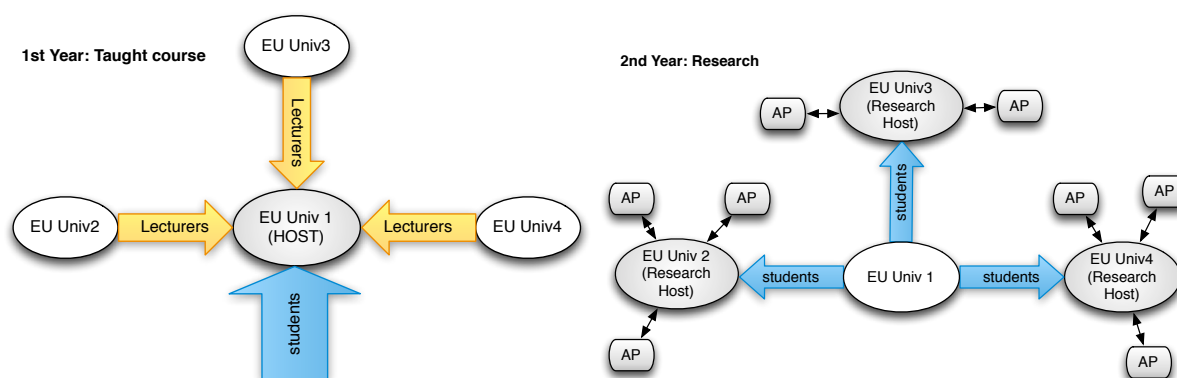 1st Year: Taught course
EU Univ3
Lecturers
EU Univ2
Lecturers
EU Univ 1
(HOST)
Lecturers
EU Univ4
students
2nd Year: Research
AP
EU Univ3
(Research
Host)
AP
students
AP
AP
EU Univ 2
(Research
Host)
AP
students
EU Univ 1
students
AP
AP
EU Univ4
(Research
Host)
AP